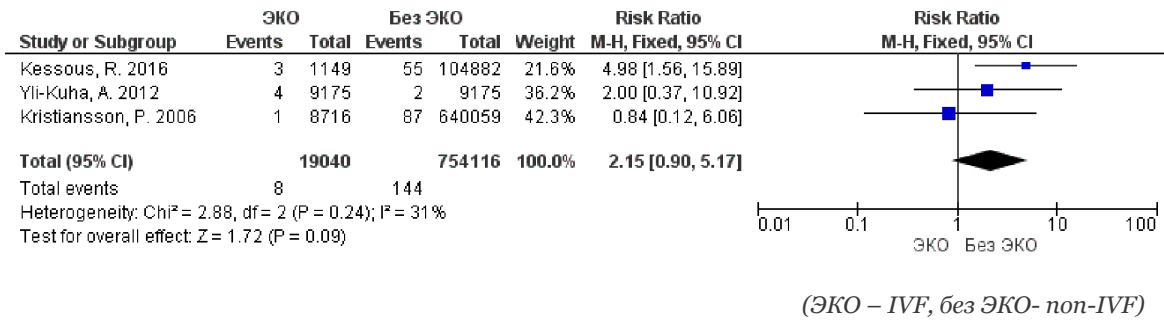 ЭКО Без ЭКО Risk Ratio Risk Ratio
Study or Subgroup Events Total Events Total Weight M-H, Fixed, 95% CI M-H, Fixed, 95% CI
Kessous, R. 2016 3 1149 55 104882 21.6% 4.98 [1.56, 15.89]
Yli-Kuha, A. 2012 4 9175 2 9175 36.2% 2.00 [0.37, 10.92]
Kristiansson, P. 2006 1 8716 87 640059 42.3% 0.84 [0.12, 6.06]
Total (95% CI) 19040 754116 100.0% 2.15 [0.90, 5.17]
Total events 8 144
Heterogeneity: Chi² = 2.88, df = 2 (P = 0.24); I² = 31%
Test for overall effect: Z = 1.72 (P = 0.09)
0.01 0.1 1 10 100
ЭКО Без ЭКО
(ЭКО – IVF, без ЭКО- non-IVF)